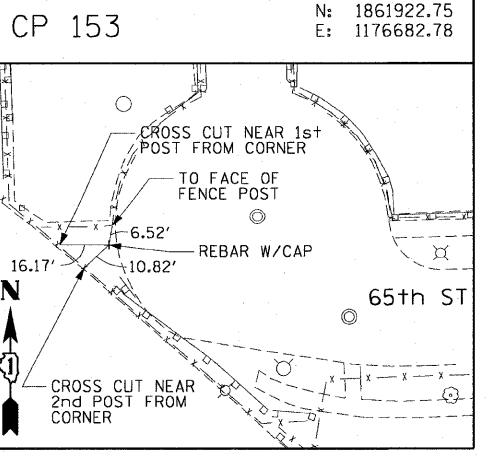 CP 153
N: 1861922.75
E: 1176682.78
CROSS CUT NEAR 1st
POST FROM CORNER
TO FACE OF
FENCE POST
6.52'
REBAR W/CAP
16.17'
10.82'
N
65th ST
1
CROSS CUT NEAR
2nd POST FROM
CORNER